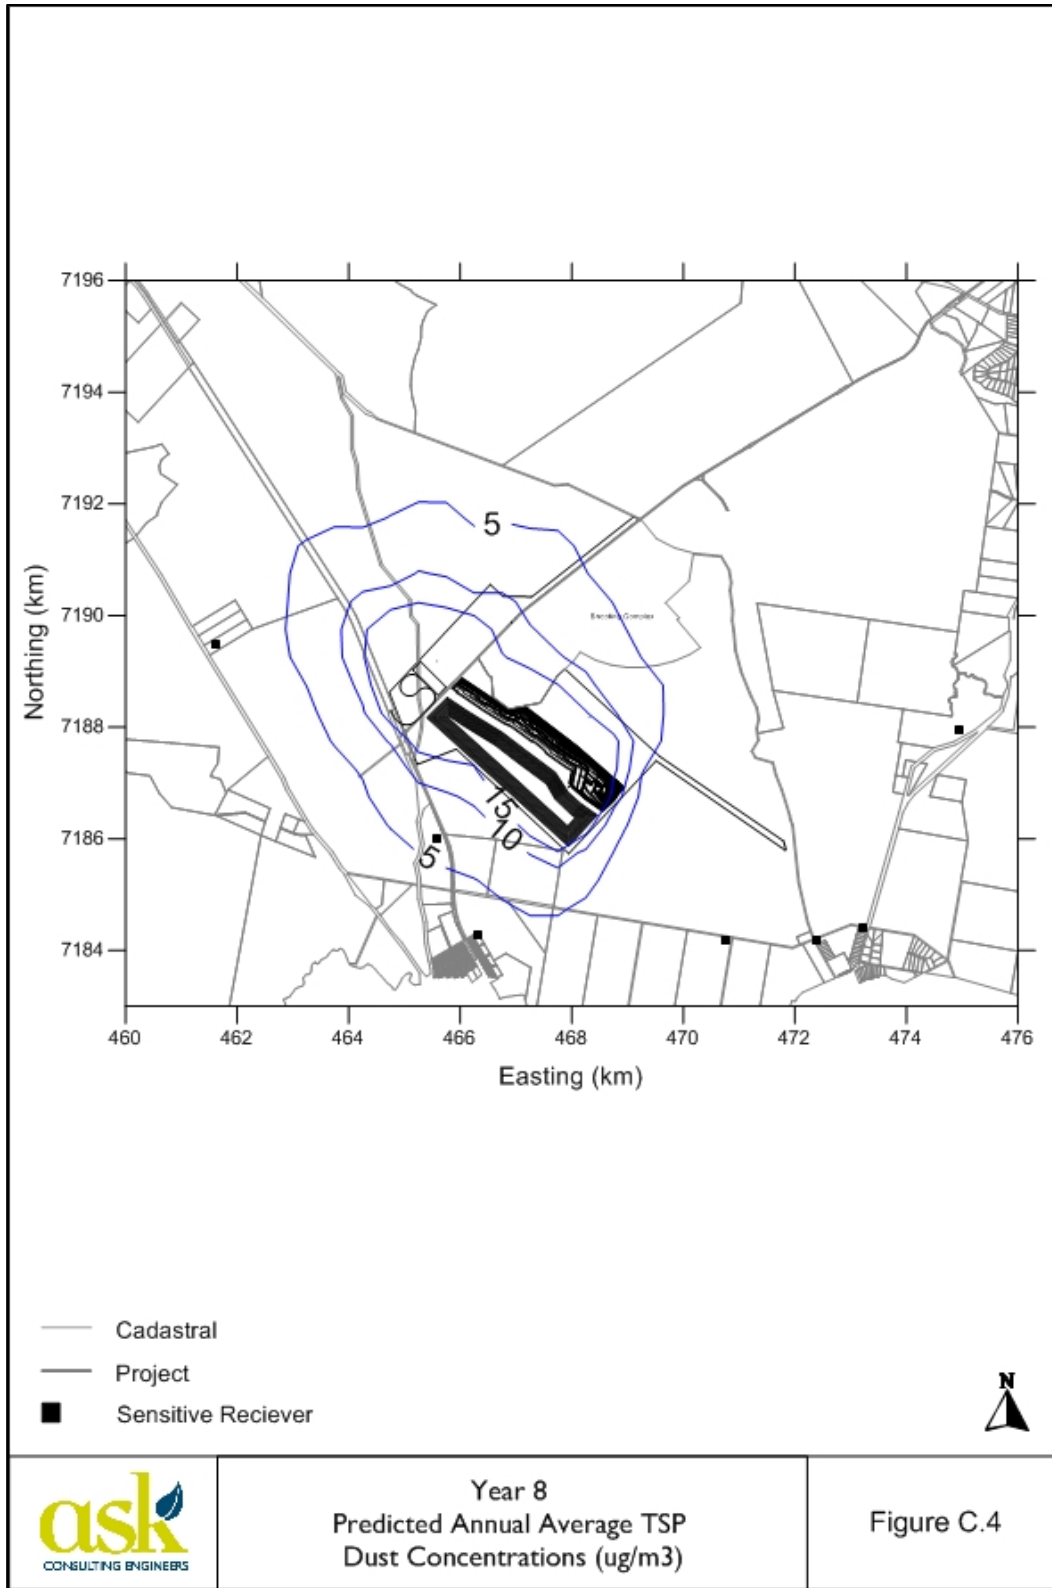 7196
7194
7192
7190
7188
7186
7184
Northing (km)
5
Shooting Complex
15
10
5
460 462 464 466 468 470 472 474 476
Easting (km)
Cadastral
Project
Sensitive Reciever
N
ask
CONSULTING ENGINEERS
Year 8
Predicted Annual Average TSP
Dust Concentrations (ug/m3)
Figure C.4